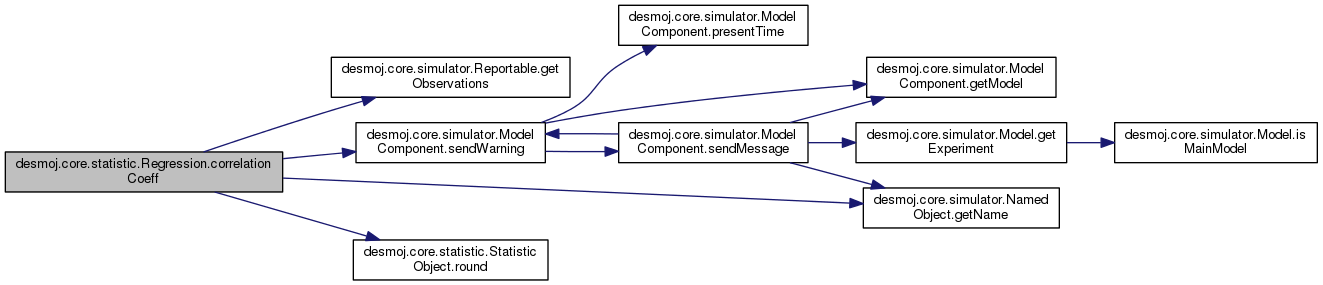 desmoj.core.simulator.Model
Component.presentTime
desmoj.core.simulator.Reportable.get
Observations
desmoj.core.simulator.Model
Component.getModel
desmoj.core.simulator.Model
Component.sendWarning
desmoj.core.simulator.Model
Component.sendMessage
desmoj.core.simulator.Model.get
Experiment
desmoj.core.simulator.Model.is
MainModel
desmoj.core.statistic.Regression.correlation
Coeff
desmoj.core.simulator.Named
Object.getName
desmoj.core.statistic.Statistic
Object.round